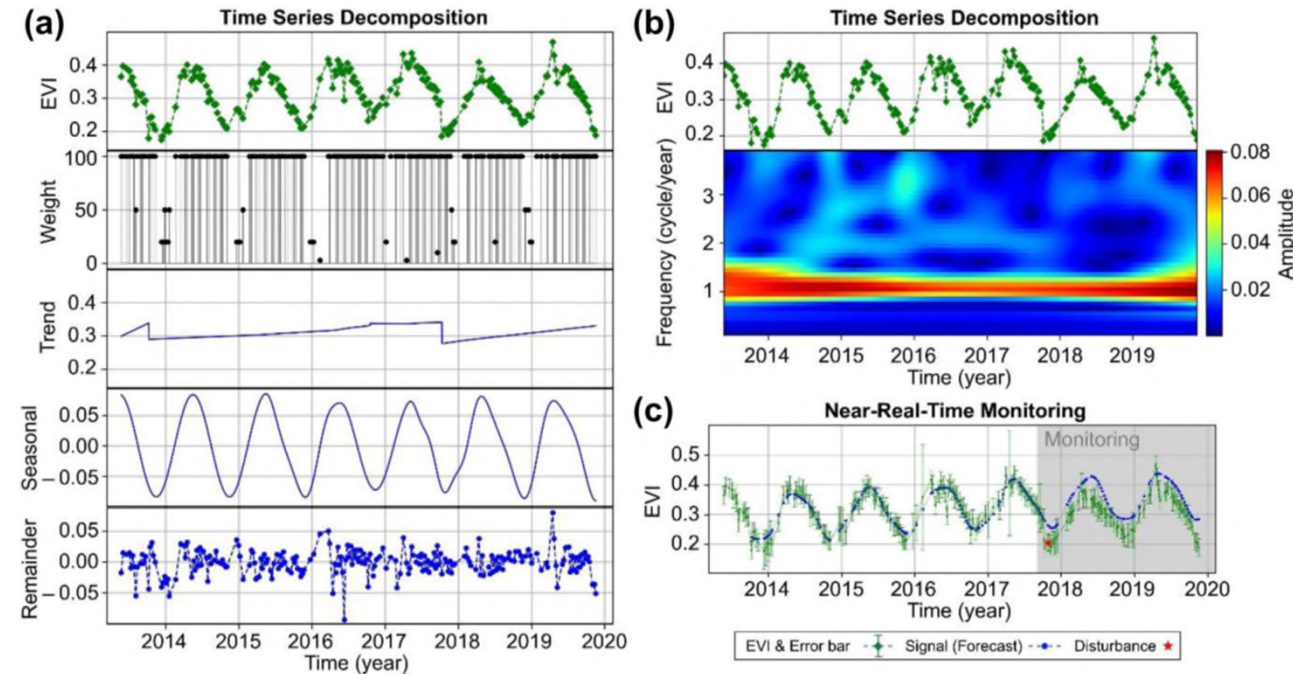 (a)
Time Series Decomposition
EVI
0.4
0.3
0.2
Weight
100
50
0
Trend
0.4
0.3
0.2
Seasonal
0.05
0.00
−0.05
Remainder
0.05
0.00
−0.05
2014 2015 2016 2017 2018 2019
Time (year)
(b)
Time Series Decomposition
EVI
0.4
0.3
0.2
Frequency (cycle/year)
3
2
1
2014 2015 2016 2017 2018 2019
Time (year)
0.08
0.06
0.04
0.02
Amplitude
(c)
Near-Real-Time Monitoring
Monitoring
EVI
0.5
0.4
0.3
0.2
2014 2015 2016 2017 2018 2019 2020
Time (year)
EVI & Error bar Signal (Forecast) Disturbance